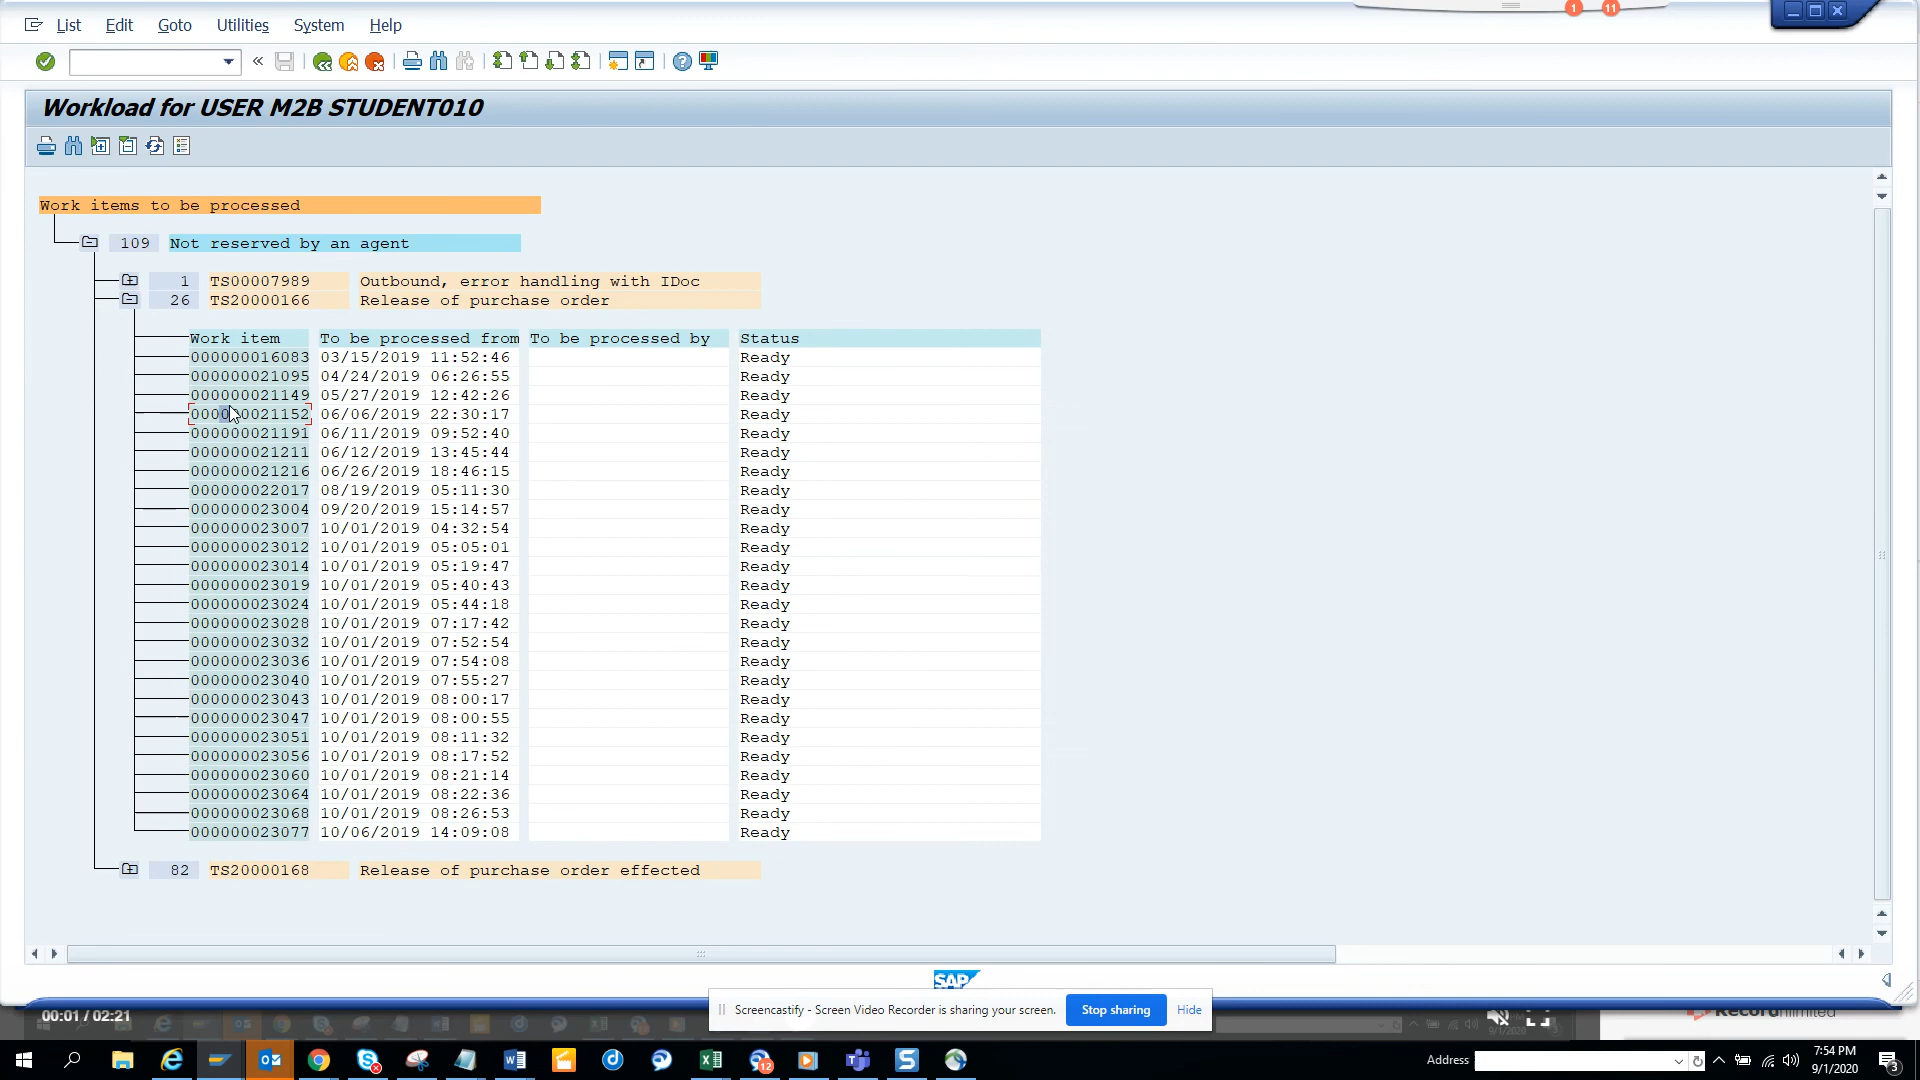 List Edit Goto Utilities System Help
1 11
Workload for USER M2B STUDENT010
Work items to be processed
109 Not reserved by an agent
1 TS00007989 Outbound, error handling with IDoc
26 TS20000166 Release of purchase order
Work item To be processed from To be processed by Status
000000016083 03/15/2019 11:52:46 Ready
000000021095 04/24/2019 06:26:55 Ready
000000021149 05/27/2019 12:42:26 Ready
000000021152 06/06/2019 22:30:17 Ready
000000021191 06/11/2019 09:52:40 Ready
000000021211 06/12/2019 13:45:44 Ready
000000021216 06/26/2019 18:46:15 Ready
000000022017 08/19/2019 05:11:30 Ready
000000023004 09/20/2019 15:14:57 Ready
000000023007 10/01/2019 04:32:54 Ready
000000023012 10/01/2019 05:05:01 Ready
000000023014 10/01/2019 05:19:47 Ready
000000023019 10/01/2019 05:40:43 Ready
000000023024 10/01/2019 05:44:18 Ready
000000023028 10/01/2019 07:17:42 Ready
000000023032 10/01/2019 07:52:54 Ready
000000023036 10/01/2019 07:54:08 Ready
000000023040 10/01/2019 07:55:27 Ready
000000023043 10/01/2019 08:00:17 Ready
000000023047 10/01/2019 08:00:55 Ready
000000023051 10/01/2019 08:11:32 Ready
000000023056 10/01/2019 08:17:52 Ready
000000023060 10/01/2019 08:21:14 Ready
000000023064 10/01/2019 08:22:36 Ready
000000023068 10/01/2019 08:26:53 Ready
000000023077 10/06/2019 14:09:08 Ready
82 TS20000168 Release of purchase order effected
SAP
Screencastify - Screen Video Recorder is sharing your screen. Stop sharing Hide
00:01 / 02:21
Address
7:54 PM
9/1/2020
12
3